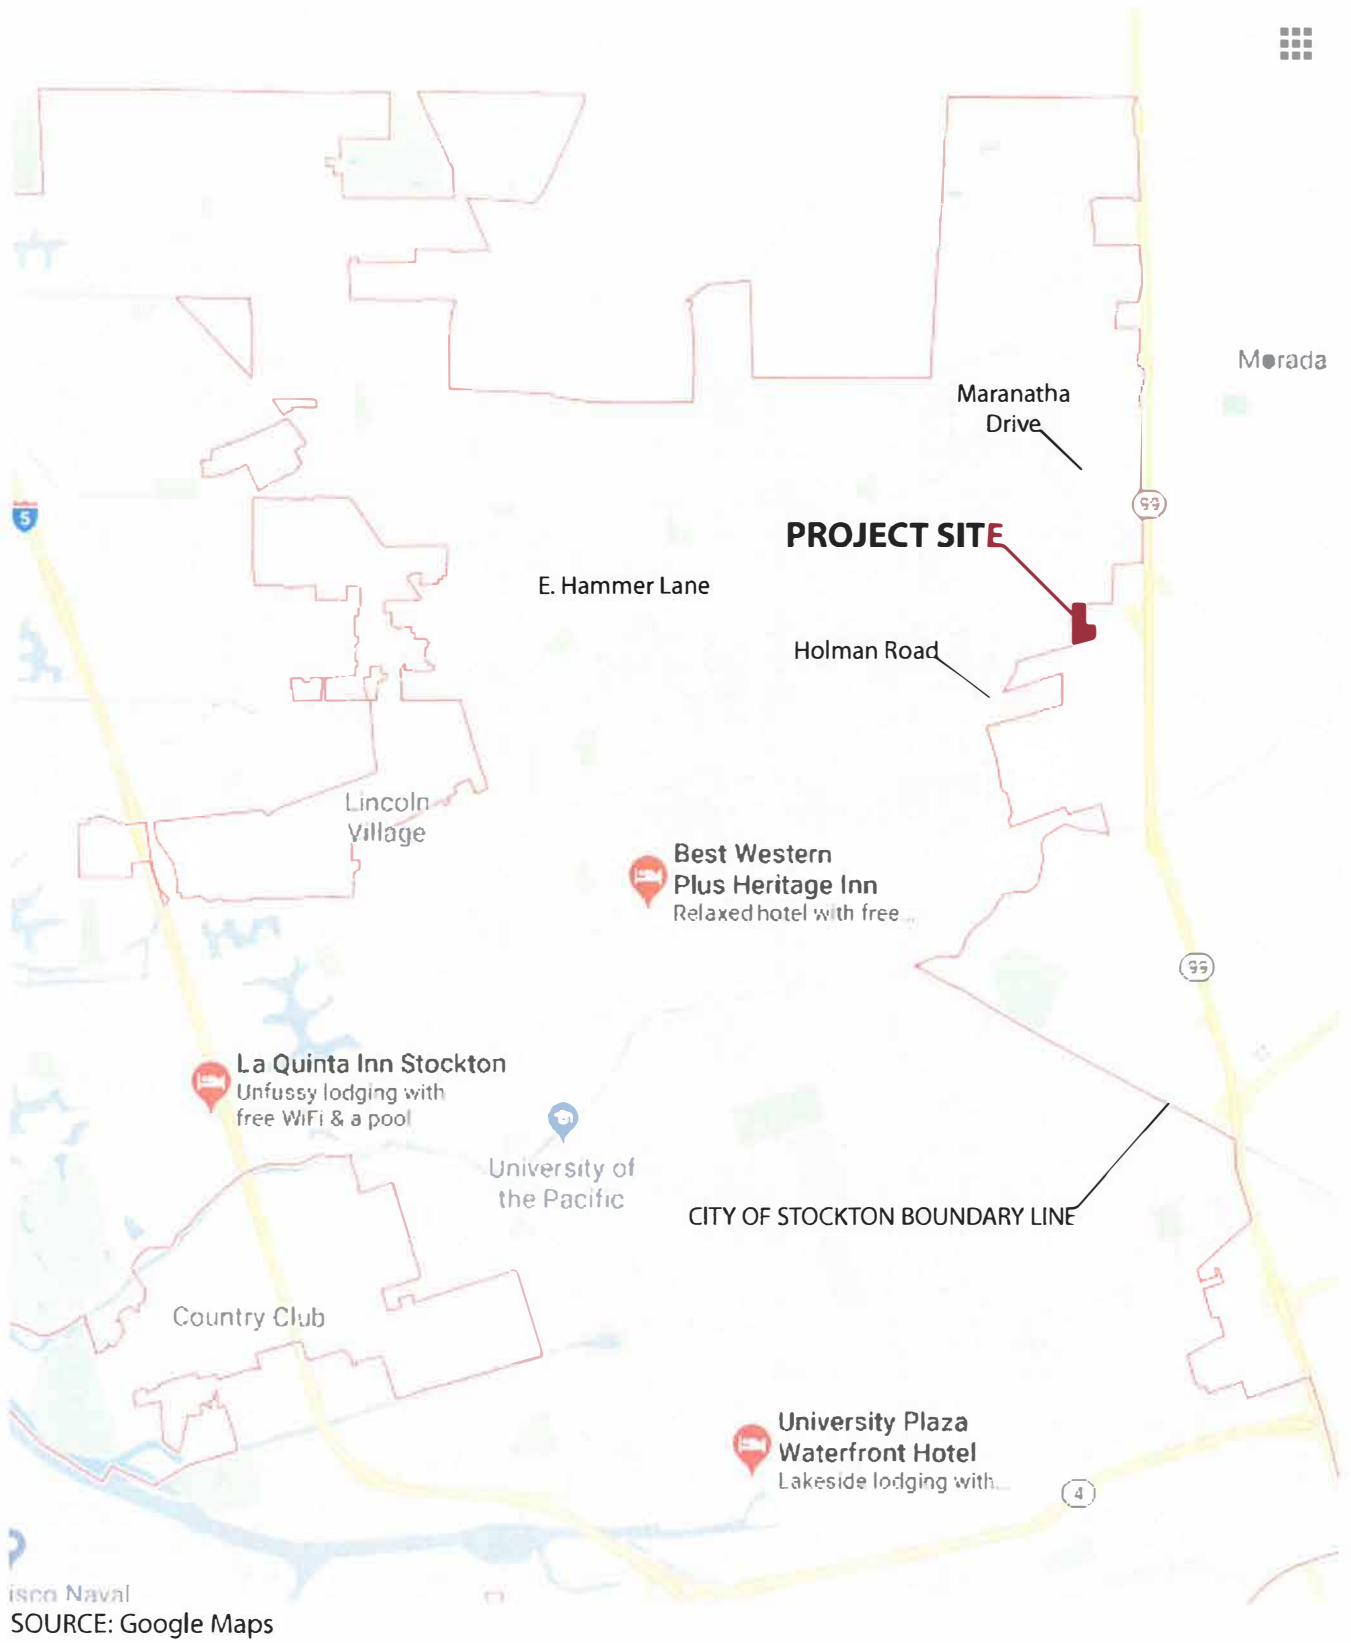 Morada
Maranatha
Drive
99
5
PROJECT SITE
E. Hammer Lane
Holman Road
Lincoln
Village
Best Western
Plus Heritage Inn
Relaxed hotel with free...
99
La Quinta Inn Stockton
Unfussy lodging with
free WiFi & a pool
University of
the Pacific
CITY OF STOCKTON BOUNDARY LINE
Country Club
University Plaza
Waterfront Hotel
Lakeside lodging with...
4
isco Naval
SOURCE: Google Maps